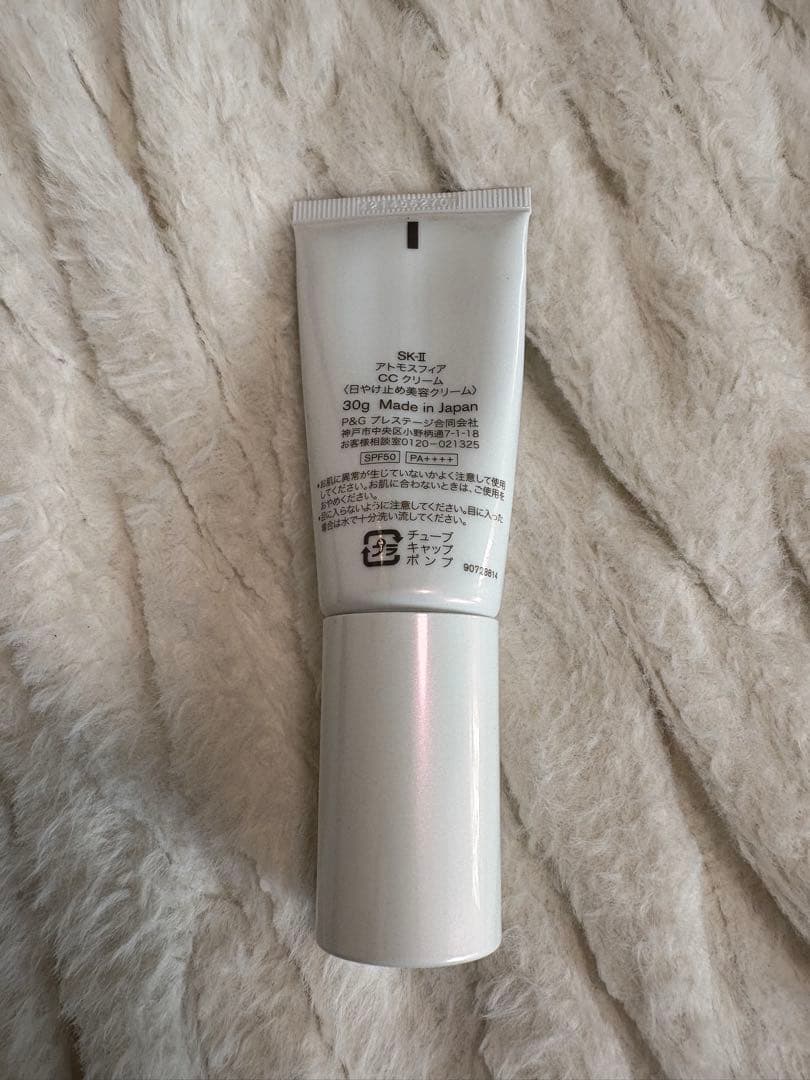 SK-II
アトモスフィア
CC クリーム
〈日やけ止め美容クリーム〉
30g Made in Japan
P&G プレステージ合同会社
神戸市中央区小野柄通7-1-18
お客様相談室0120-021325
SPF50 PA++++
•お肌に異常が生じていないかよく注意して使用
してください。お肌に合わないときは、ご使用を
おやめください。
•目に入らないように注意してください。目に入った
場合は水で十分洗い流してください。
プラ
チューブ
キャップ
ポンプ
90728814